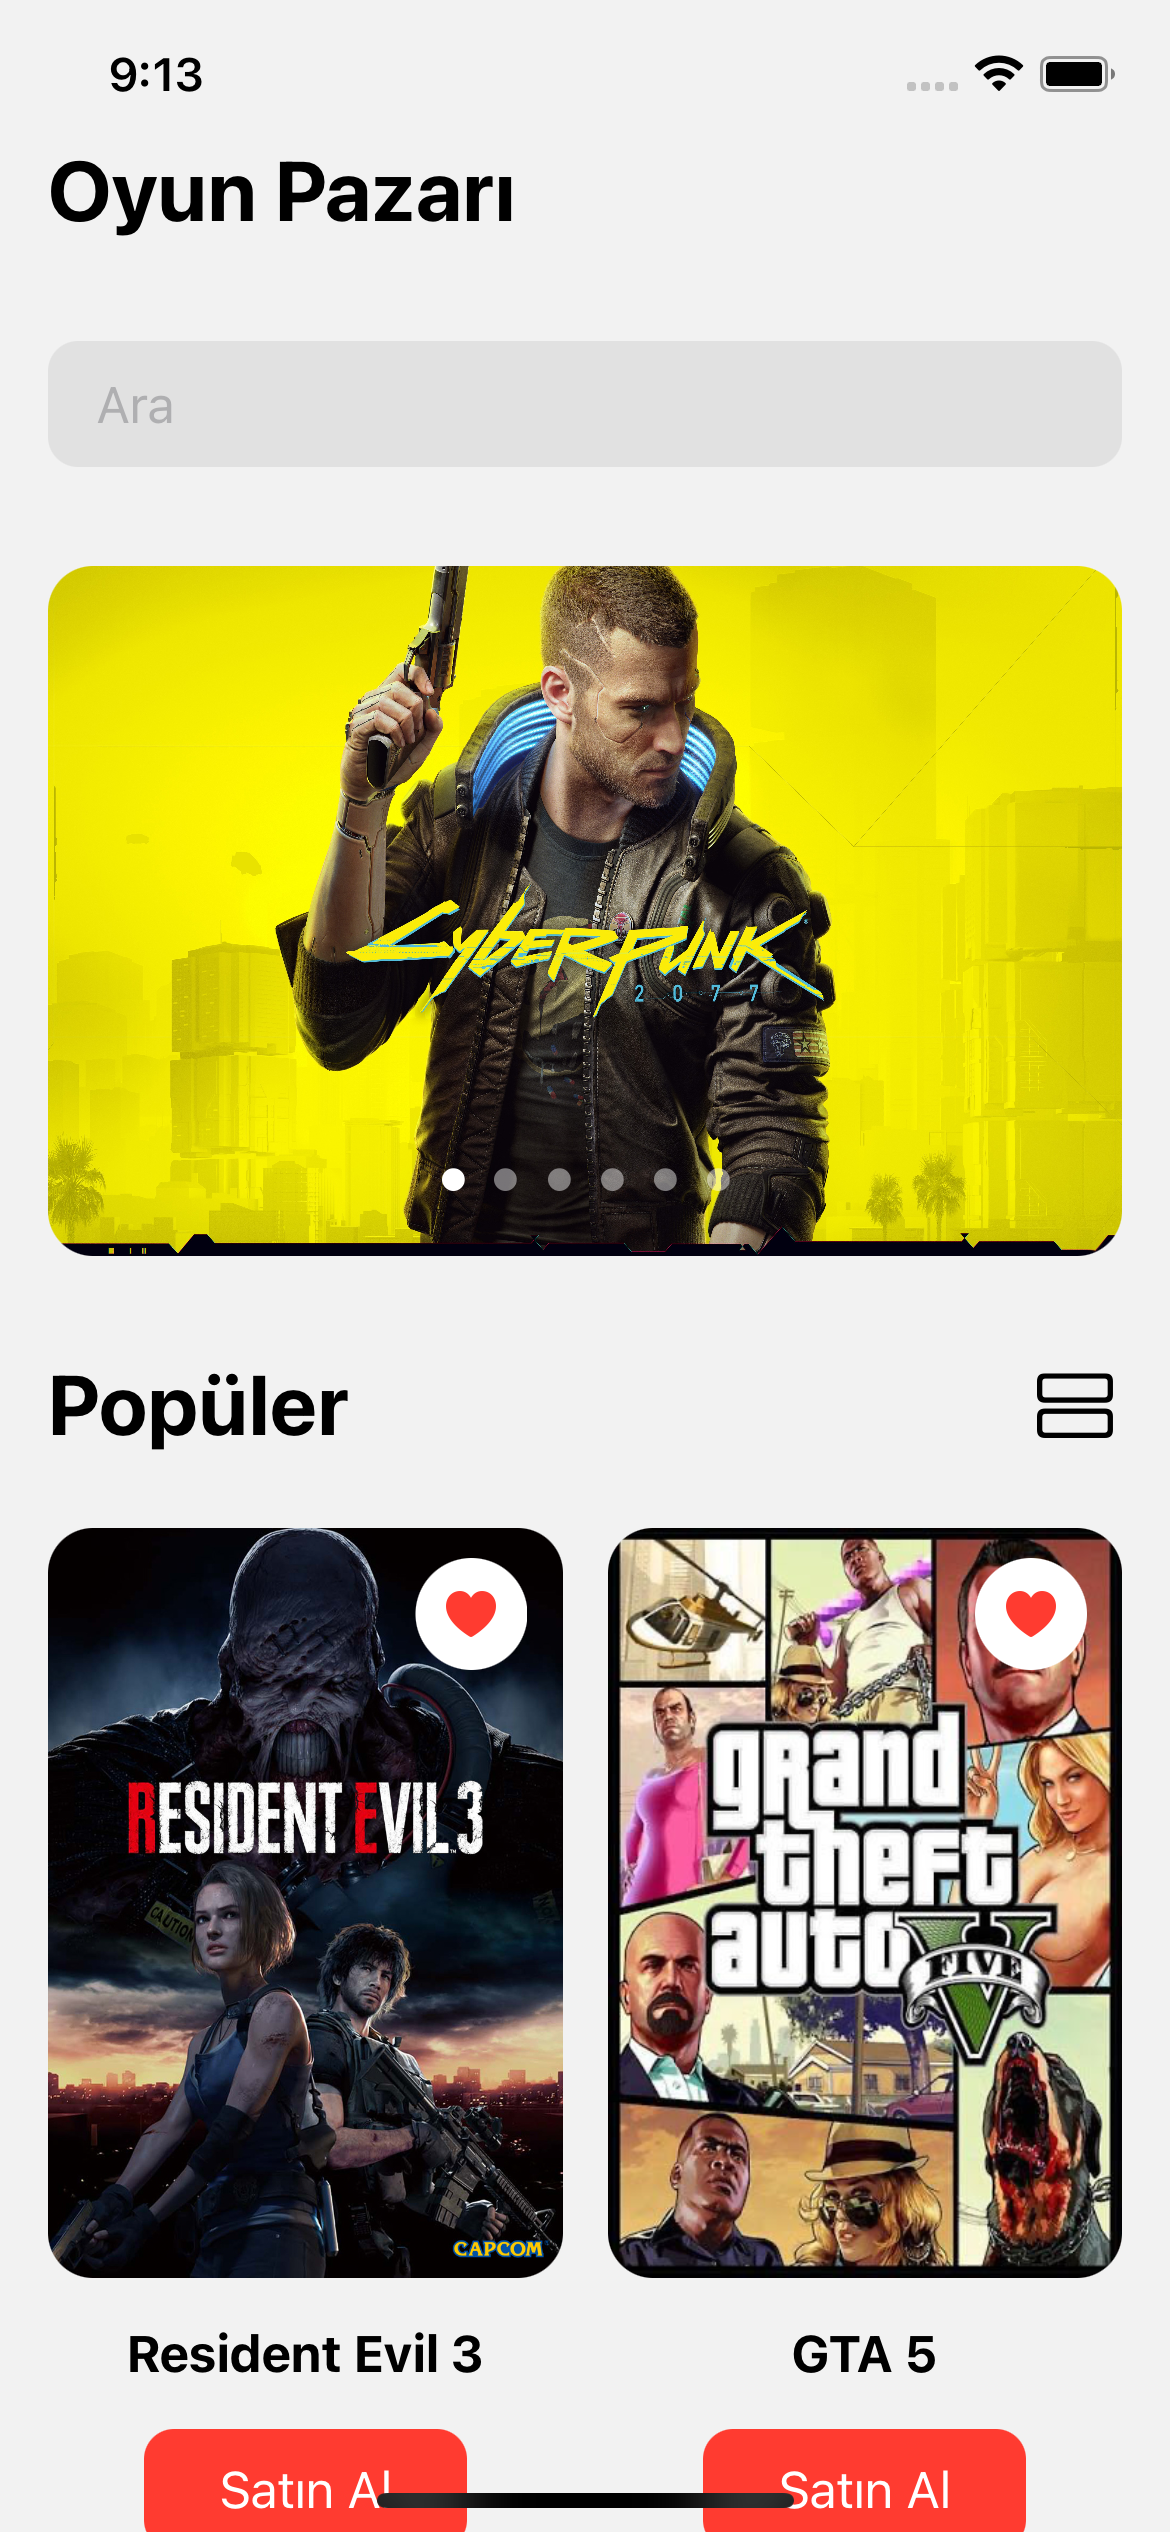 9:13
Oyun Pazarı
Ara
CYBERPUNK
2077
Popüler
RESIDENT EVIL 3
CAUTION
CAPCOM
grand
theft
auto V
FIVE
Resident Evil 3
GTA 5
Satın Al
Satın Al